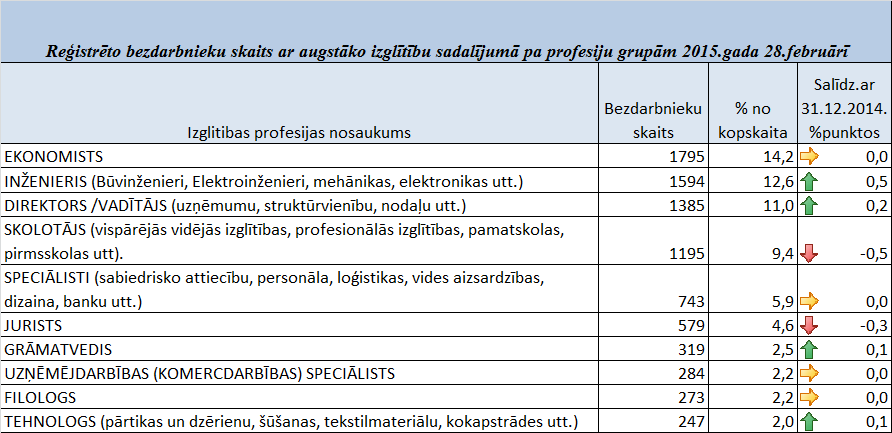 Reģistrēto bezdarbnieku skaits ar augstāko izglītību sadalījumā pa profesiju grupām 2015.gada 28.februārī
Izglītibas profesijas nosaukums
Bezdarbnieku
skaits
% no
kopskaita
Salīdz.ar
31.12.2014.
%punktos
EKONOMISTS 1795 14,2 0,0
INŽENIERIS (Būvinženieri, Elektroinženieri, mehānikas, elektronikas utt.) 1594 12,6 0,5
DIREKTORS /VADĪTĀJS (uzņēmumu, struktūrvienību, nodaļu utt.) 1385 11,0 0,2
SKOLOTĀJS (vispārējās vidējās izglītības, profesionālās izglītības, pamatskolas,
pirmsskolas utt). 1195 9,4 -0,5
SPECIĀLISTI (sabiedrisko attiecību, personāla, loģistikas, vides aizsardzības,
dizaina, banku utt.) 743 5,9 0,0
JURISTS 579 4,6 -0,3
GRĀMATVEDIS 319 2,5 0,1
UZŅĒMĒJDARBĪBAS (KOMERCDARBĪBAS) SPECIĀLISTS 284 2,2 0,0
FILOLOGS 273 2,2 0,0
TEHNOLOGS (pārtikas un dzērienu, šūšanas, tekstilmateriālu, kokapstrādes utt.) 247 2,0 0,1